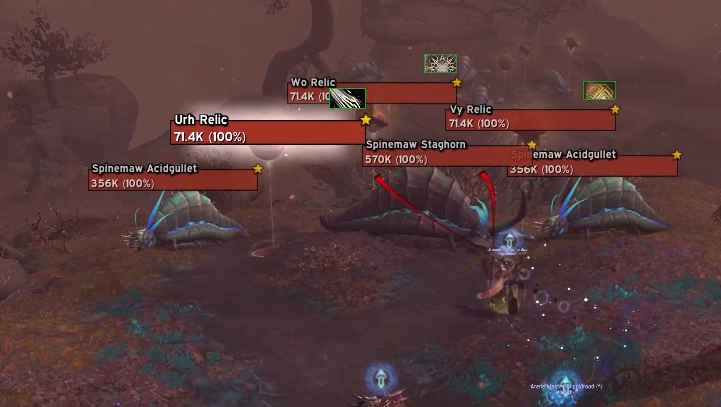 Wo Relic
71.4K
Urh Relic
71.4K (100%)
Vy Relic
71.4K (100%)
Spinemaw Staghorn
570K (100%)
Spinemaw Acidgullet
356K (100%)
Spinemaw Acidgullet
356K (100%)